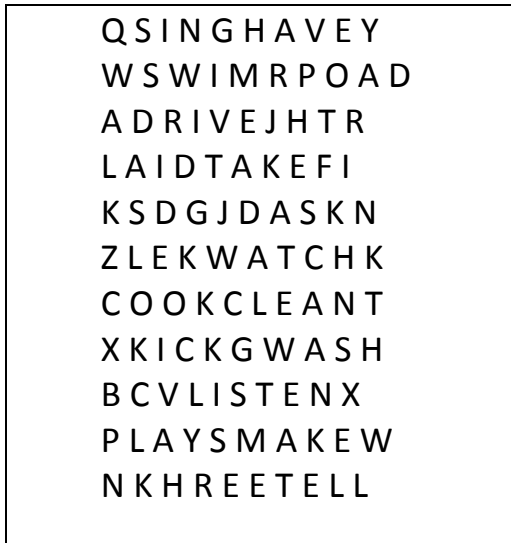 Q S I N G H A V E Y
W S W I M R P O A D
A D R I V E J H T R
L A I D T A K E F I
K S D G J D A S K N
Z L E K W A T C H K
C O O K C L E A N T
X K I C K G W A S H
B C V L I S T E N X
P L A Y S M A K E W
N K H R E E T E L L